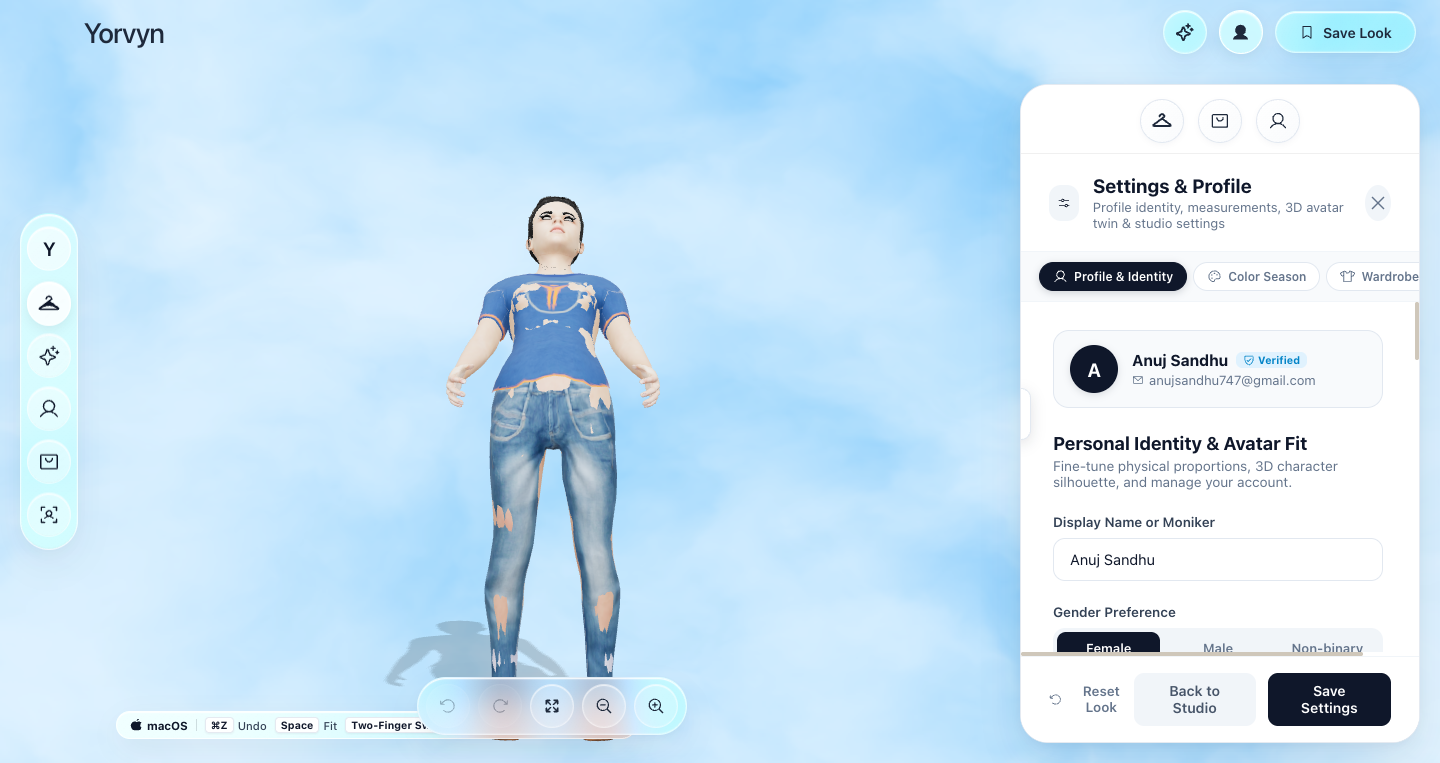 Yorvyn
Save Look
Y
Settings & Profile
Profile identity, measurements, 3D avatar
twin & studio settings
Profile & Identity
Color Season
Wardrobe
A
Anuj Sandhu
Verified
anujsandhu747@gmail.com
Personal Identity & Avatar Fit
Fine-tune physical proportions, 3D character
silhouette, and manage your account.
Display Name or Moniker
Anuj Sandhu
Gender Preference
Female
Male
Non-binary
Reset
Look
Back to
Studio
Save
Settings
macOS
⌘Z
Undo
Space
Fit
Two-Finger